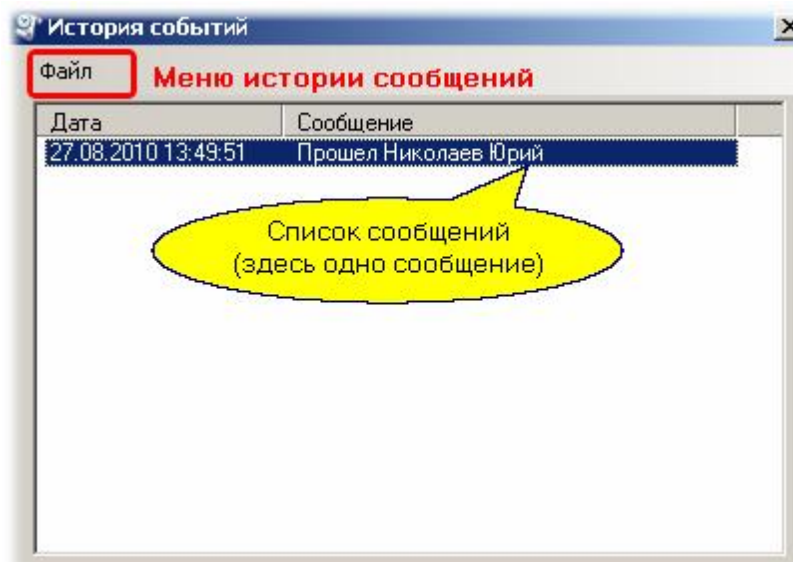 История событий
Файл
Меню истории сообщений
Дата Сообщение
27.08.2010 13:49:51 Прошел Николаев Юрий
Список сообщений
(здесь одно сообщение)